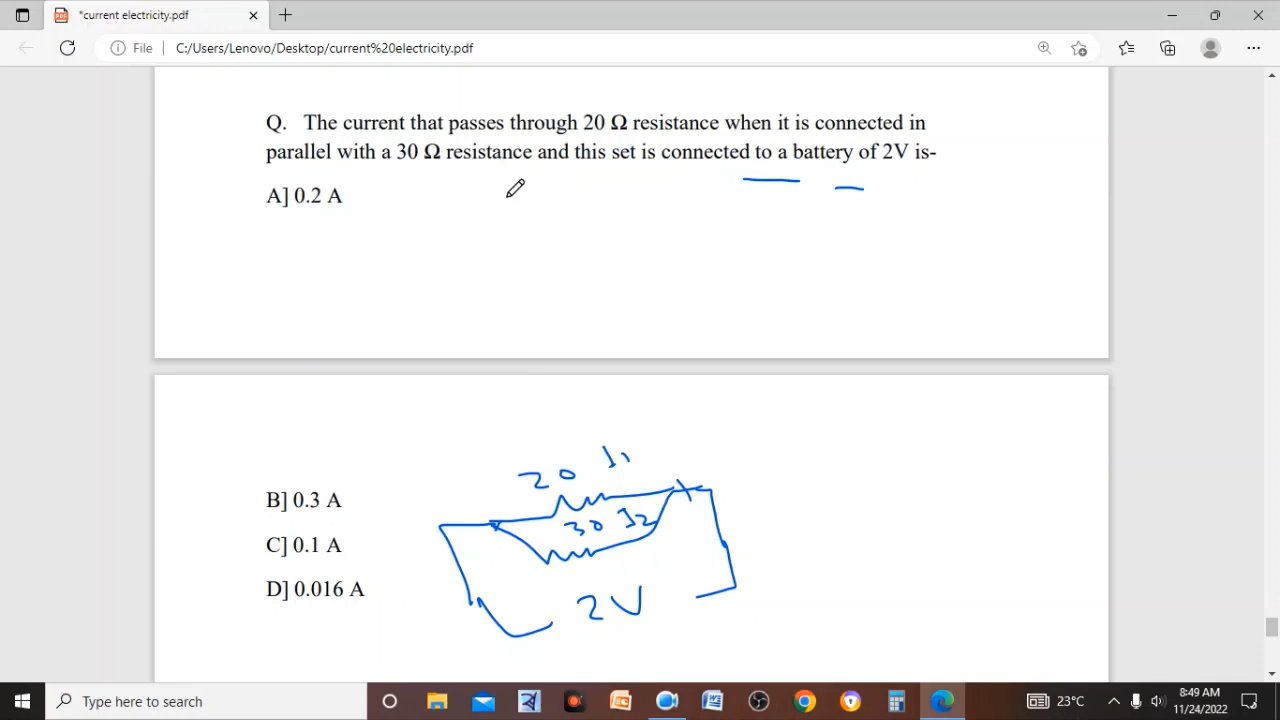 *current electricity.pdf
File
C:/Users/Lenovo/Desktop/current%20electricity.pdf
Q. The current that passes through 20 Ω resistance when it is connected in
parallel with a 30 Ω resistance and this set is connected to a battery of 2V is-
A] 0.2 A
B] 0.3 A
C] 0.1 A
D] 0.016 A
20 I1
30 I2
2V
Type here to search
23°C
8:49 AM
11/24/2022